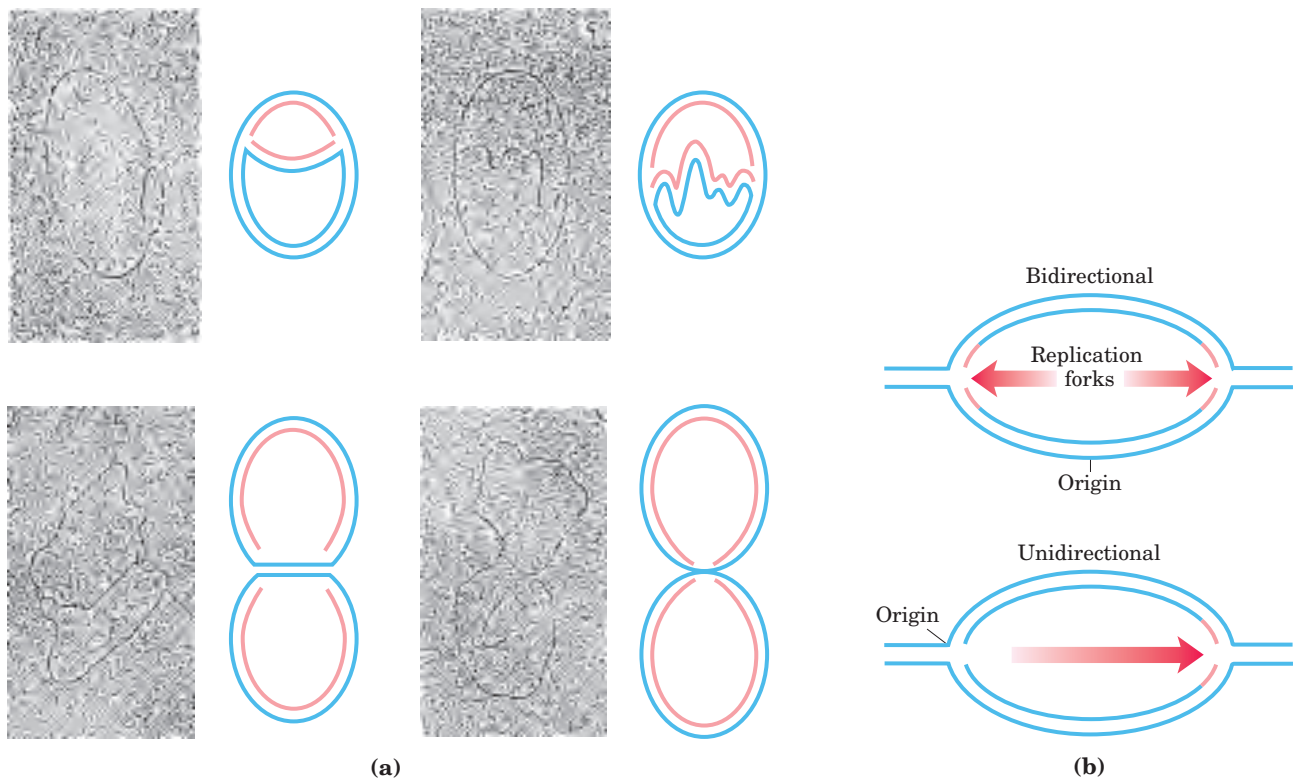 Bidirectional
Replication
forks
Origin
Unidirectional
Origin
(a)
(b)